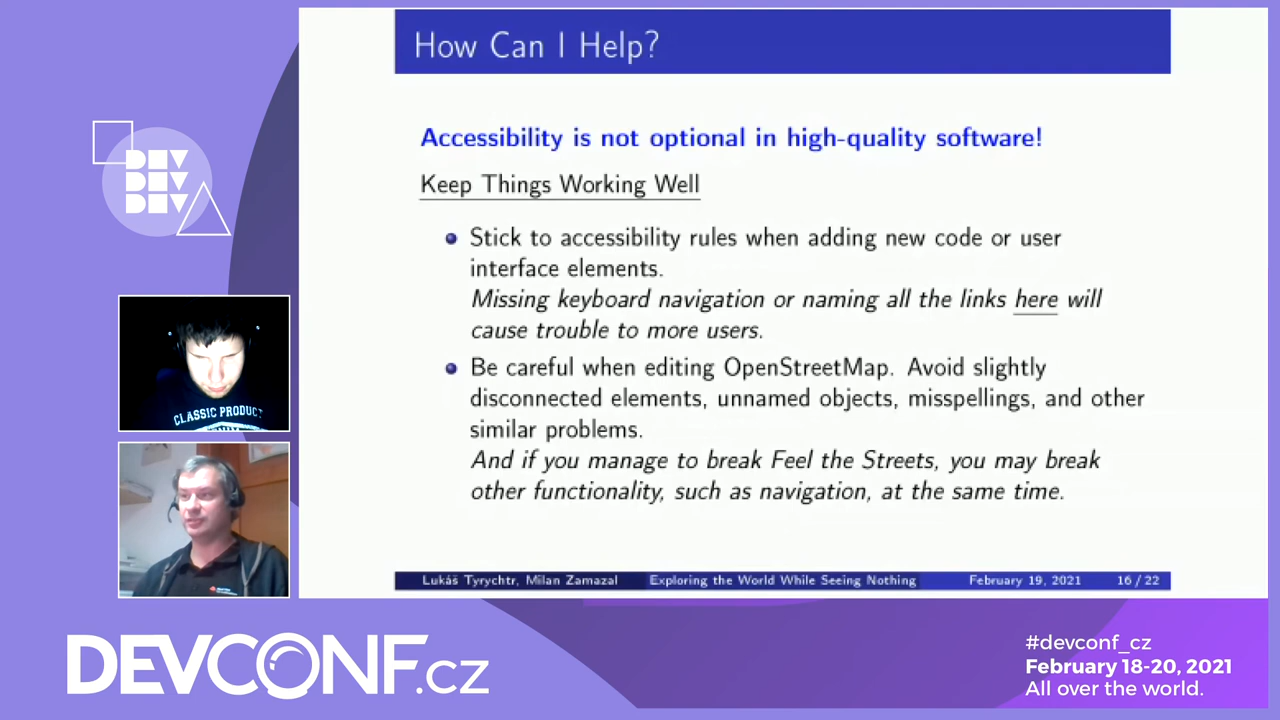 How Can I Help?
Accessibility is not optional in high-quality software!
Keep Things Working Well
Stick to accessibility rules when adding new code or user
interface elements.
Missing keyboard navigation or naming all the links here will
cause trouble to more users.
Be careful when editing OpenStreetMap. Avoid slightly
disconnected elements, unnamed objects, misspellings, and other
similar problems.
And if you manage to break Feel the Streets, you may break
other functionality, such as navigation, at the same time.
Lukáš Tyrychtr, Milan Zamazal Exploring the World While Seeing Nothing February 19, 2021 16 / 22
DEV
DEV
DEV
CLASSIC PRODUCT
DEVCONF.cz
#devconf_cz
February 18-20, 2021
All over the world.